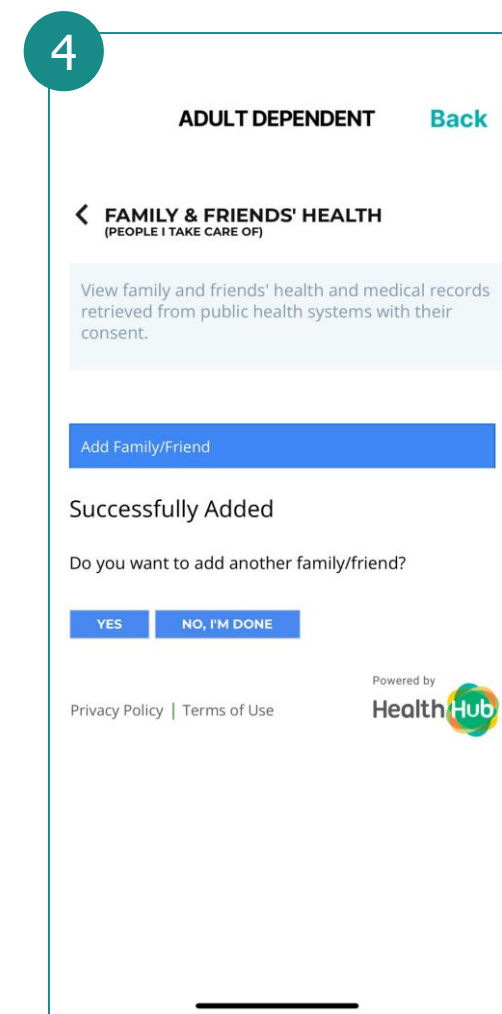 4
ADULT DEPENDENT Back
FAMILY & FRIENDS' HEALTH
(PEOPLE I TAKE CARE OF)
View family and friends' health and medical records
retrieved from public health systems with their
consent.
Add Family/Friend
Successfully Added
Do you want to add another family/friend?
YES NO, I'M DONE
Powered by
Privacy Policy | Terms of Use HealthHub